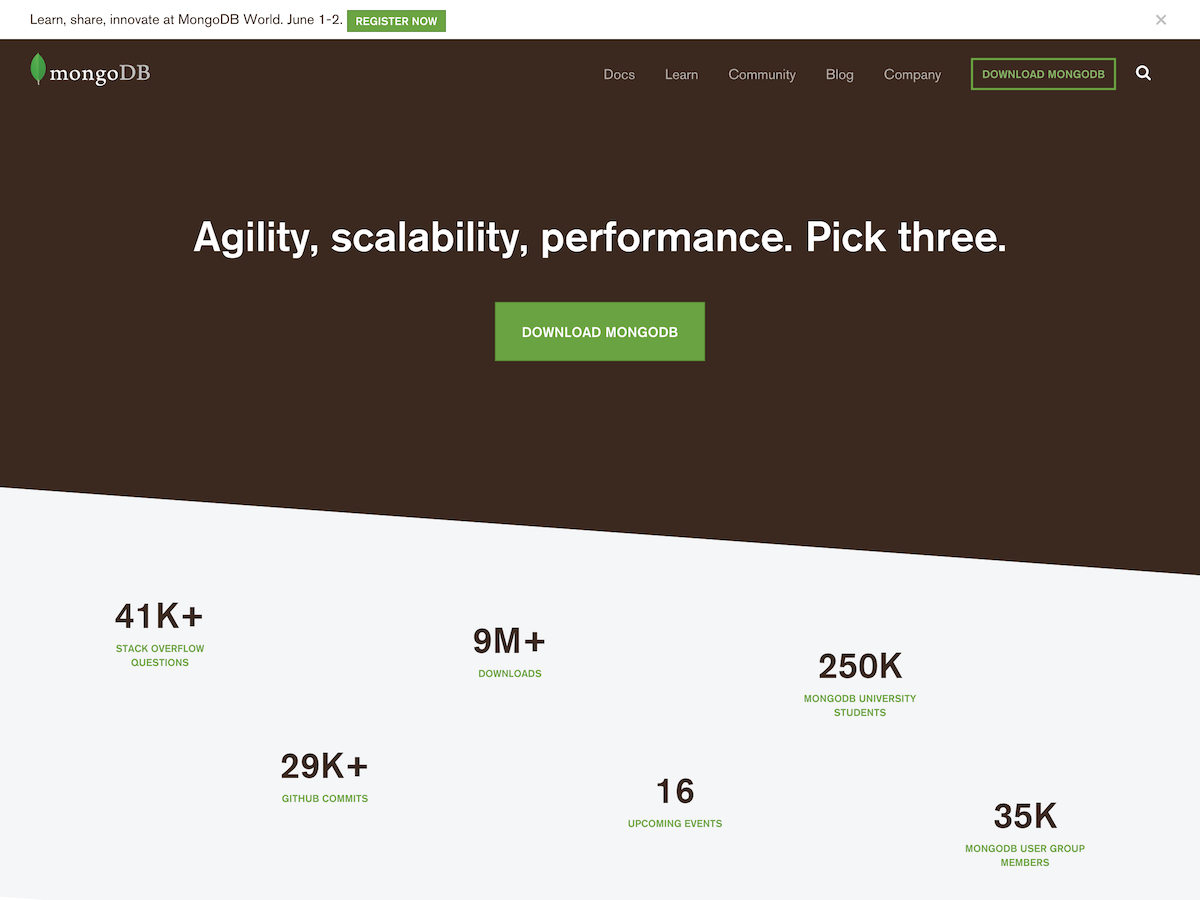 Learn, share, innovate at MongoDB World. June 1-2. REGISTER NOW
mongoDB
Docs Learn Community Blog Company DOWNLOAD MONGODB
Agility, scalability, performance. Pick three.
DOWNLOAD MONGODB
41K+
STACK OVERFLOW
QUESTIONS
9M+
DOWNLOADS
250K
MONGODB UNIVERSITY
STUDENTS
29K+
GITHUB COMMITS
16
UPCOMING EVENTS
35K
MONGODB USER GROUP
MEMBERS